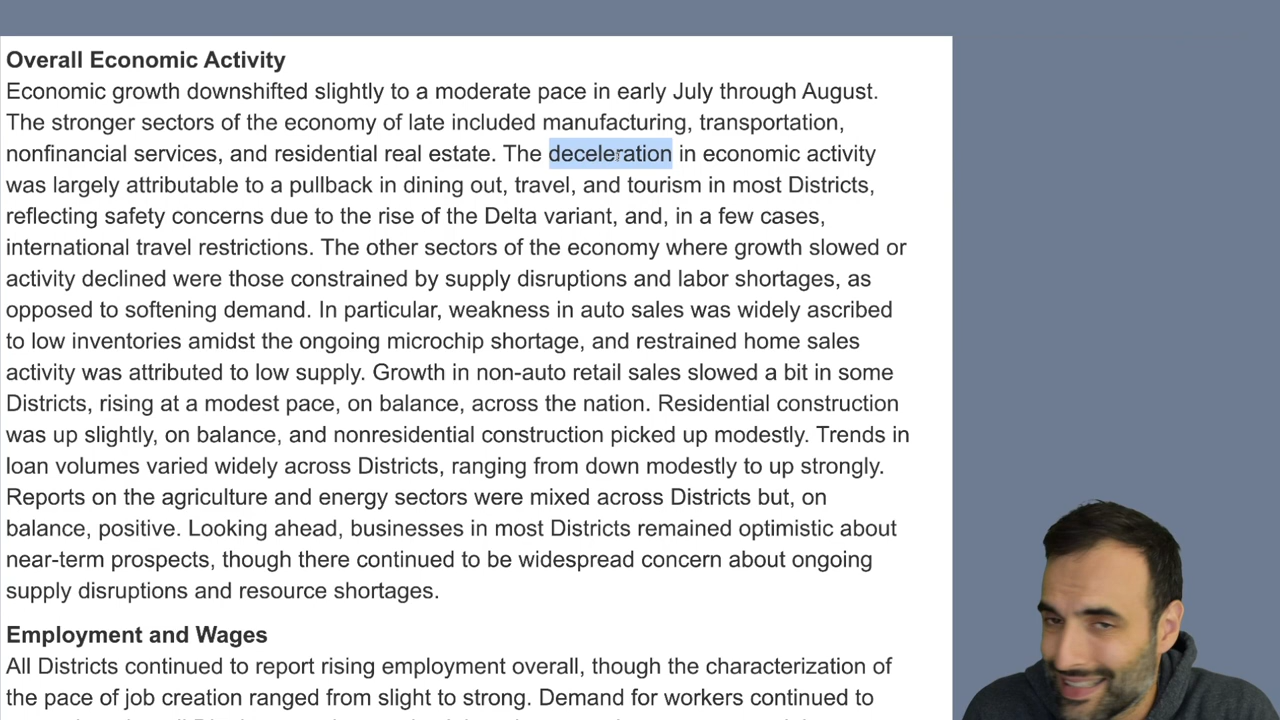 Overall Economic Activity
Economic growth downshifted slightly to a moderate pace in early July through August.
The stronger sectors of the economy of late included manufacturing, transportation,
nonfinancial services, and residential real estate. The deceleration in economic activity
was largely attributable to a pullback in dining out, travel, and tourism in most Districts,
reflecting safety concerns due to the rise of the Delta variant, and, in a few cases,
international travel restrictions. The other sectors of the economy where growth slowed or
activity declined were those constrained by supply disruptions and labor shortages, as
opposed to softening demand. In particular, weakness in auto sales was widely ascribed
to low inventories amidst the ongoing microchip shortage, and restrained home sales
activity was attributed to low supply. Growth in non-auto retail sales slowed a bit in some
Districts, rising at a modest pace, on balance, across the nation. Residential construction
was up slightly, on balance, and nonresidential construction picked up modestly. Trends in
loan volumes varied widely across Districts, ranging from down modestly to up strongly.
Reports on the agriculture and energy sectors were mixed across Districts but, on
balance, positive. Looking ahead, businesses in most Districts remained optimistic about
near-term prospects, though there continued to be widespread concern about ongoing
supply disruptions and resource shortages.
Employment and Wages
All Districts continued to report rising employment overall, though the characterization of
the pace of job creation ranged from slight to strong. Demand for workers continued to